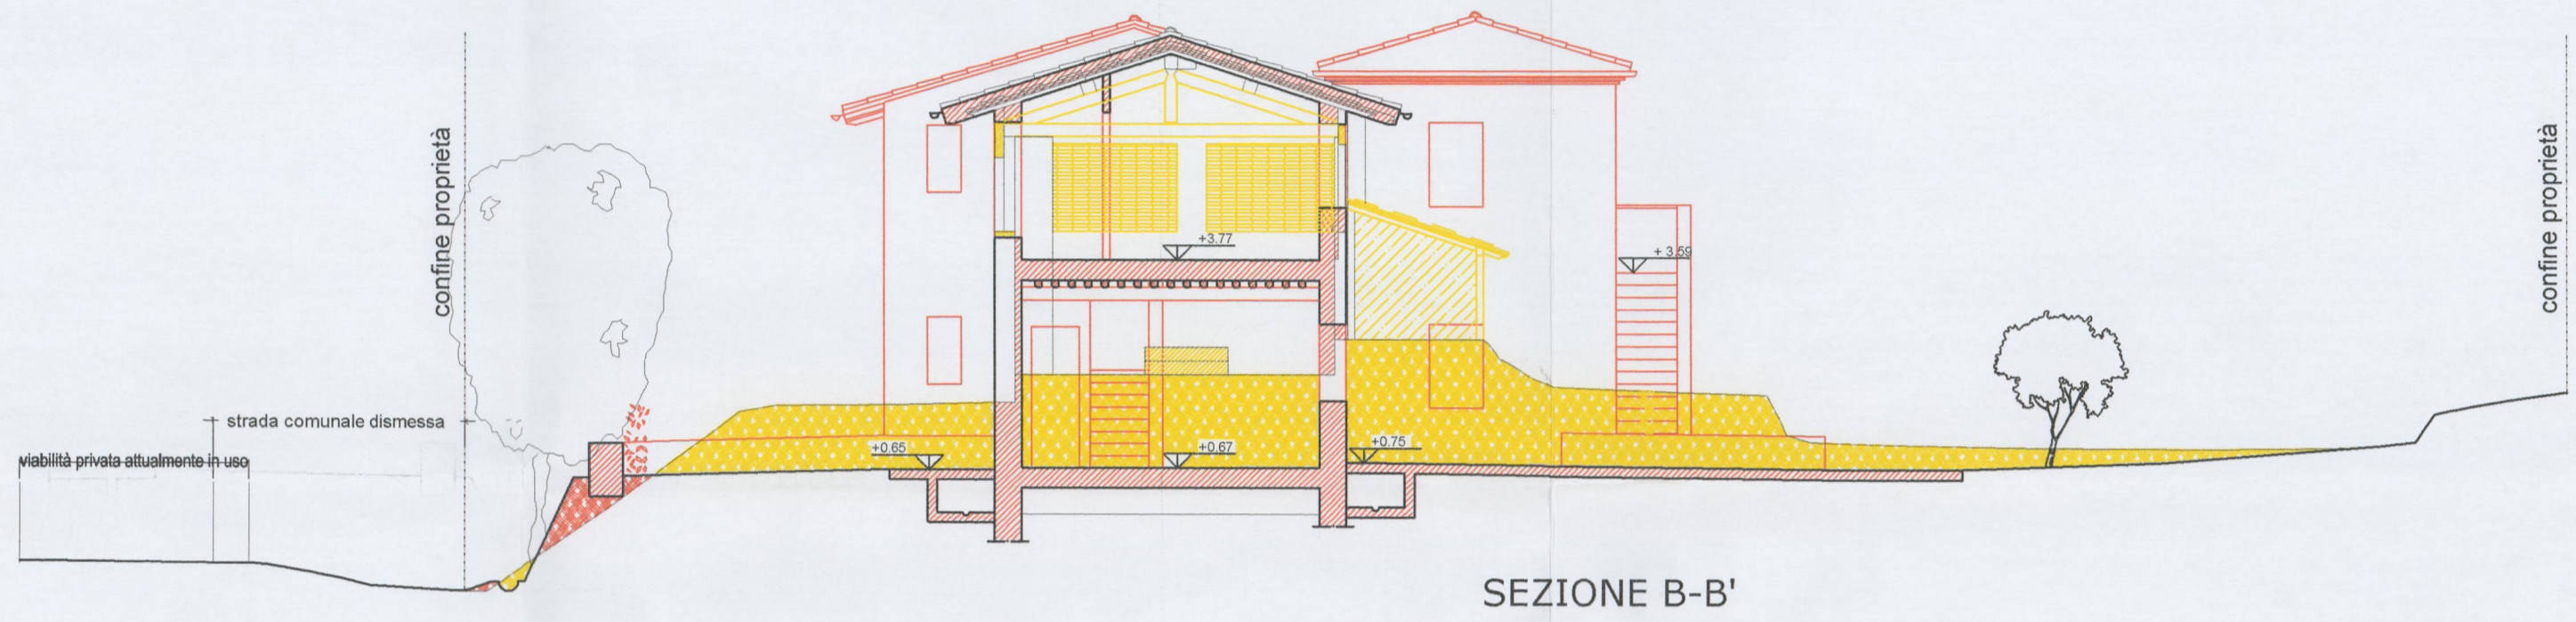 confine proprietà
confine proprietà
+3.77
+ 3.59
strada comunale dismessa
viabilità privata attualmente in uso
+0.65
+0.67
+0.75
SEZIONE B-B'